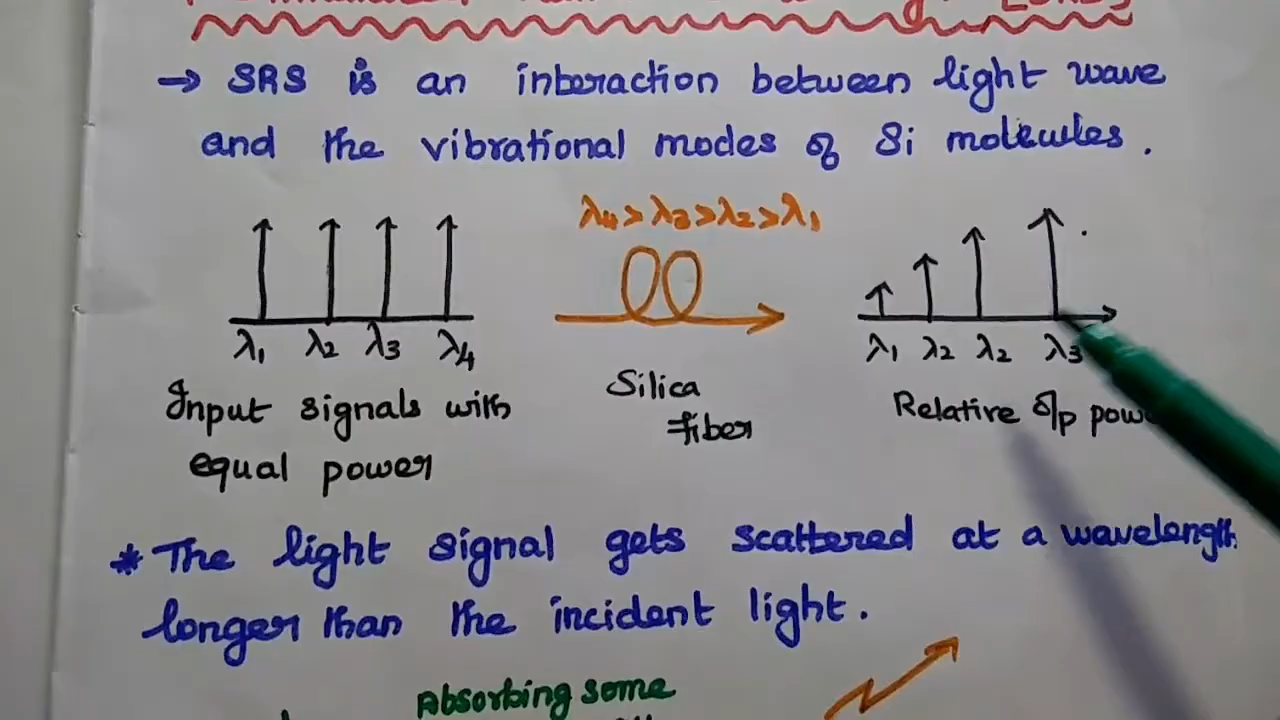 → SRS is an interaction between light wave
and the vibrational modes of Si molecules.
λ4>λ3>λ2>λ1
λ1 λ2 λ3 λ4
λ1 λ2 λ2 λ3
Input signals with
equal power
Silica
fiber
Relative O/p
* The light signal gets scattered at a wavelength
longer than the incident light.
Absorbing some